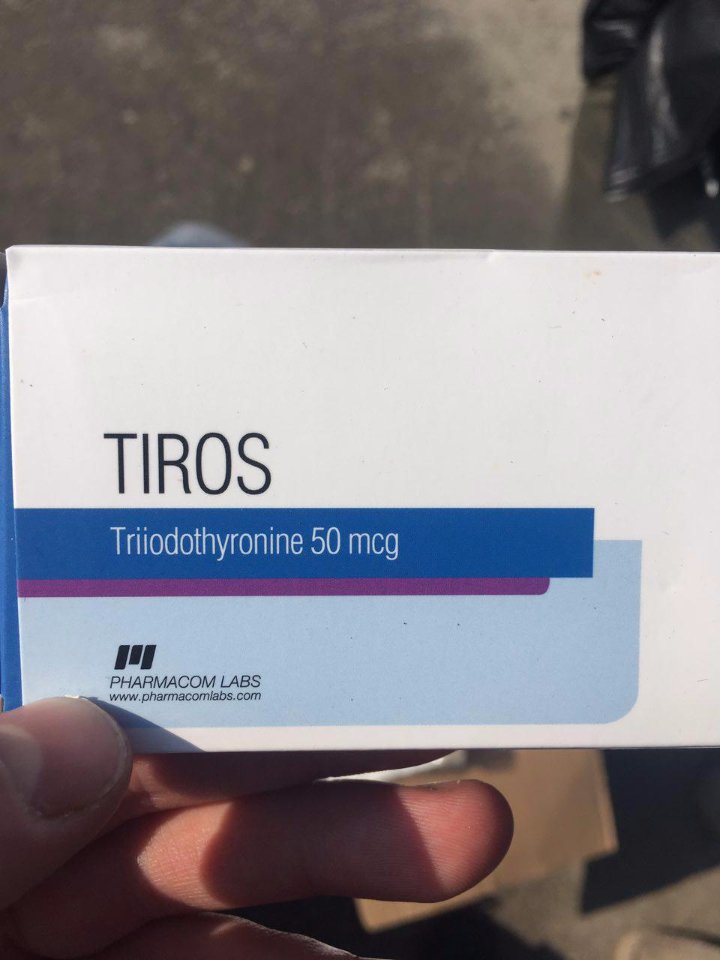 TIROS
Triiodothyronine 50 mcg
PHARMACOM LABS
www.pharmacomlabs.com